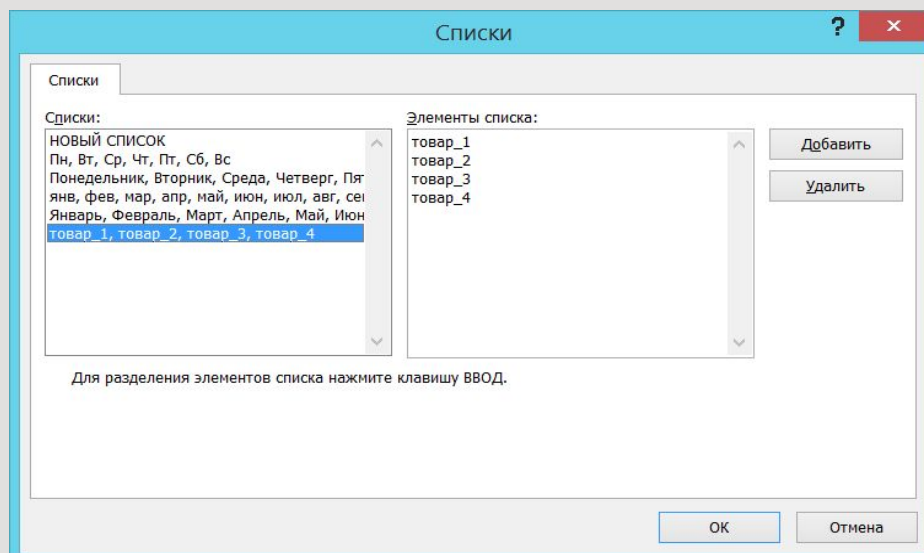 Списки
?
Списки
Списки:
НОВЫЙ СПИСОК
Пн, Вт, Ср, Чт, Пт, Сб, Вс
Понедельник, Вторник, Среда, Четверг, Пят
янв, фев, мар, апр, май, июн, июл, авг, сен
Январь, Февраль, Март, Апрель, Май, Июн
товар_1, товар_2, товар_3, товар_4
Элементы списка:
товар_1
товар_2
товар_3
товар_4
Добавить
Удалить
Для разделения элементов списка нажмите клавишу ВВОД.
ОК
Отмена